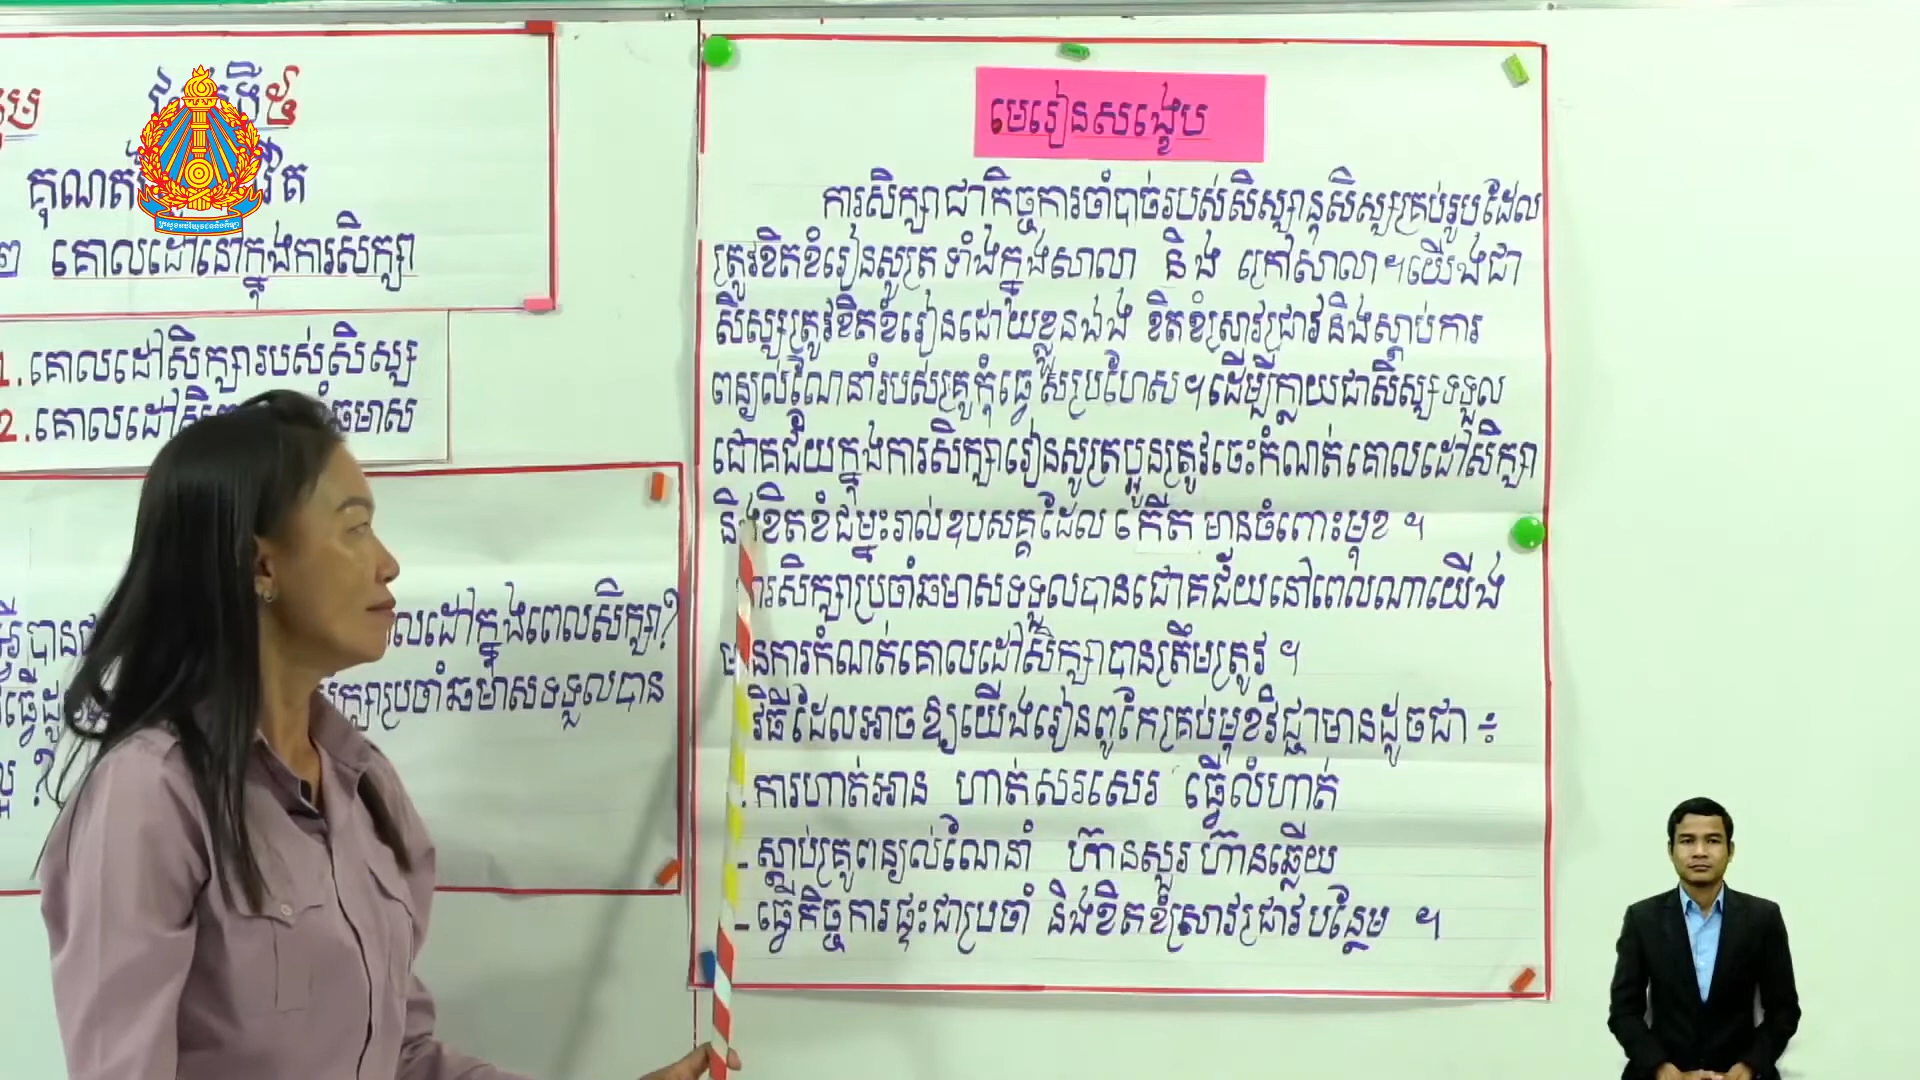 មេរៀនសង្ខេប
ការសិក្សាជាកិច្ចការចាំបាច់របស់សិស្សានុសិស្សគ្រប់រូបដែល
ត្រូវខិតខំរៀនសូត្រ ទាំងក្នុងសាលា និង ក្រៅសាលា។យើងជា
សិស្សត្រូវខិតខំរៀនដោយខ្លួនឯង ខិតខំស្រាវជ្រាវនិងស្ដាប់ការ
ពន្យល់ណែនាំរបស់គ្រូកុំធ្វេសប្រហែស។ដើម្បីក្លាយជាសិស្សទទួល
ជោគជ័យក្នុងការសិក្សារៀនសូត្រប្អូនត្រូវចេះកំណត់គោលដៅសិក្សា
និងខិតខំជម្នះរាល់ឧបសគ្គដែល កើត មានចំពោះមុខ ។
ការសិក្សាប្រចាំឆមាសទទួលបានជោគជ័យនៅពេលណាយើង
មានការកំណត់គោលដៅសិក្សាបានត្រឹមត្រូវ ។
វិធីដែលអាចឱ្យយើងរៀនពូកែគ្រប់មុខវិជ្ជាមានដូចជា ÷
- ការហាត់អាន ហាត់សរសេរ ធ្វើលំហាត់
- ស្ដាប់គ្រូពន្យល់ណែនាំ ហ៊ានសួរ ហ៊ានឆ្លើយ
- ធ្វើកិច្ចការផ្ទះជាប្រចាំ និងខិតខំស្រាវជ្រាវបន្ថែម ។
គោលដៅនៅក្នុងការសិក្សា
1. គោលដៅសិក្សារបស់សិស្ស
2. គោលដៅ ឆមាស
ដៅក្នុងពេលសិក្សា?
ប្រចាំឆមាសទទួលបាន